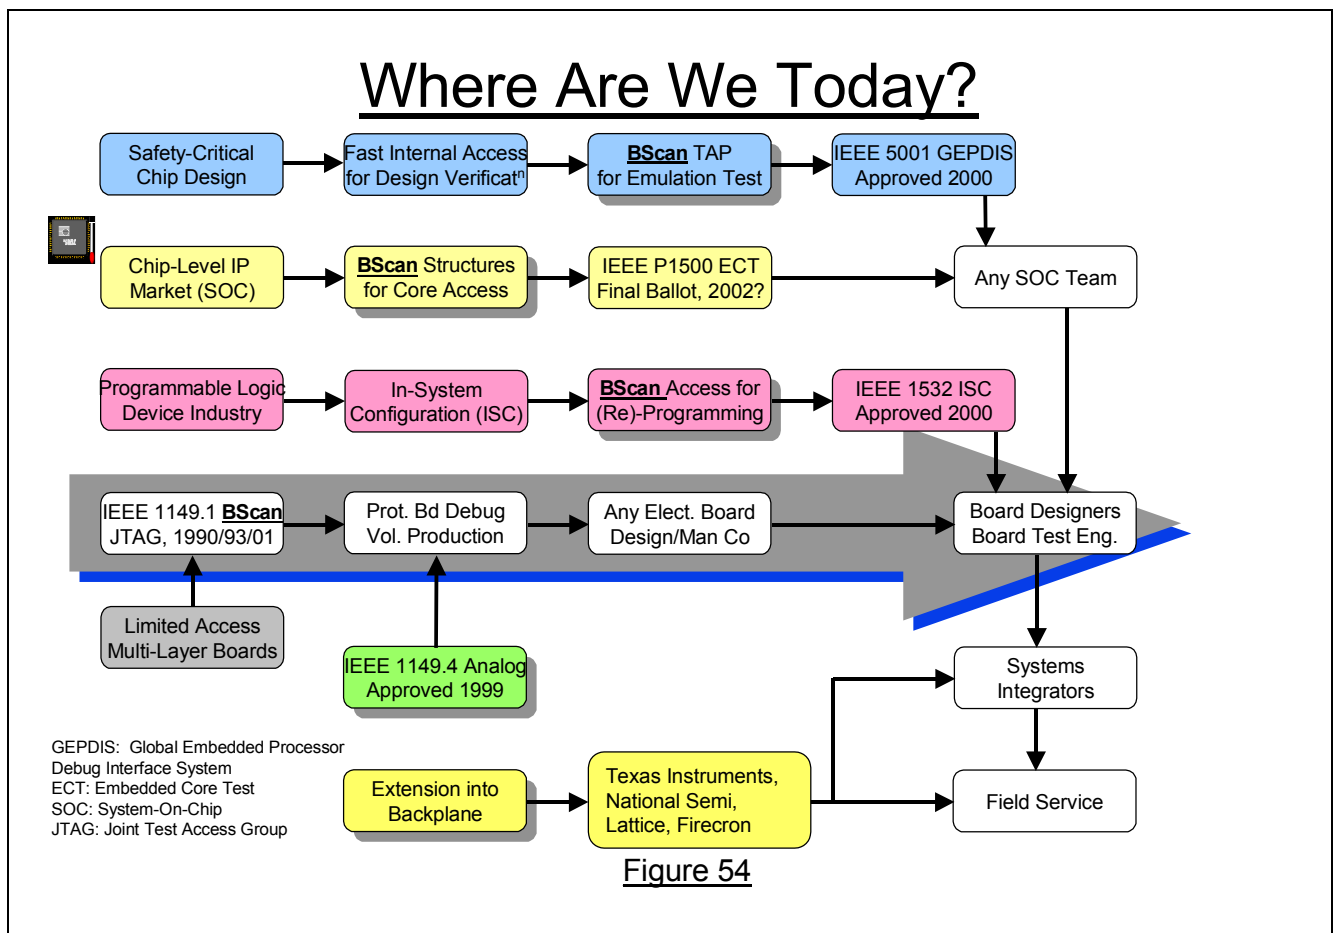 Where Are We Today?
Safety-Critical
Chip Design
Fast Internal Access
for Design Verificatⁿ
BScan TAP
for Emulation Test
IEEE 5001 GEPDIS
Approved 2000
Chip-Level IP
Market (SOC)
BScan Structures
for Core Access
IEEE P1500 ECT
Final Ballot, 2002?
Any SOC Team
Programmable Logic
Device Industry
In-System
Configuration (ISC)
BScan Access for
(Re)-Programming
IEEE 1532 ISC
Approved 2000
IEEE 1149.1 BScan
JTAG, 1990/93/01
Prot. Bd Debug
Vol. Production
Any Elect. Board
Design/Man Co
Board Designers
Board Test Eng.
Limited Access
Multi-Layer Boards
IEEE 1149.4 Analog
Approved 1999
Systems
Integrators
GEPDIS: Global Embedded Processor
Debug Interface System
ECT: Embedded Core Test
SOC: System-On-Chip
JTAG: Joint Test Access Group
Extension into
Backplane
Texas Instruments,
National Semi,
Lattice, Firecron
Field Service
Figure 54